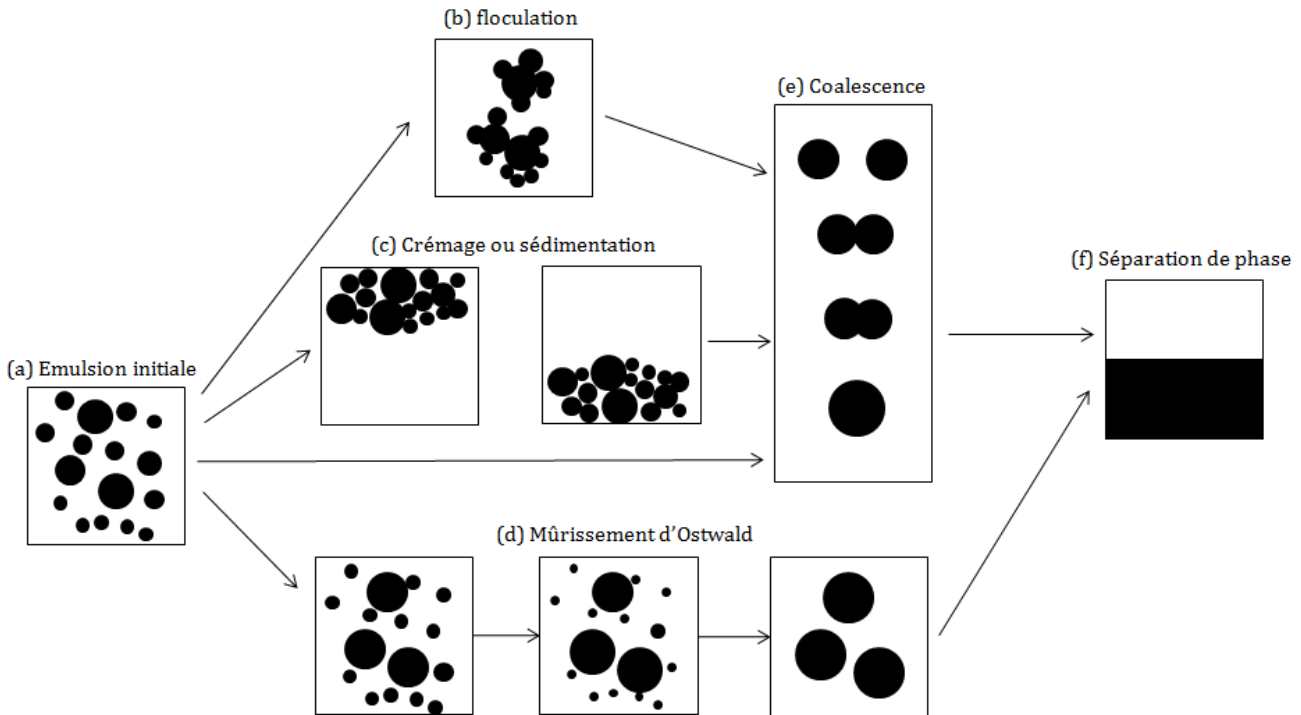 (b) floculation
(e) Coalescence
(c) Crémage ou sédimentation
(f) Séparation de phase
(a) Emulsion initiale
(d) Mûrissement d'Ostwald